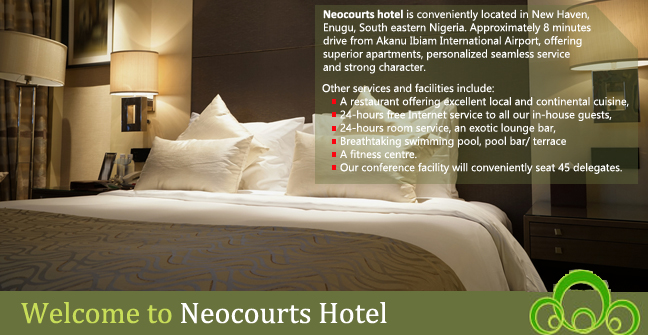 Neocourts hotel is conveniently located in New Haven,
Enugu, South eastern Nigeria. Approximately 8 minutes
drive from Akanu Ibiam International Airport, offering
superior apartments, personalized seamless service
and strong character.
Other services and facilities include:
A restaurant offering excellent local and continental cuisine,
24-hours free Internet service to all our in-house guests,
24-hours room service, an exotic lounge bar,
Breathtaking swimming pool, pool bar/ terrace
A fitness centre.
Our conference facility will conveniently seat 45 delegates.
Welcome to Neocourts Hotel